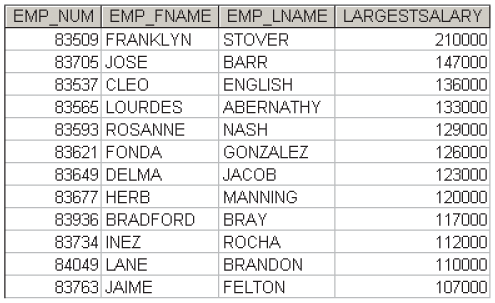 EMP_NUM EMP_FNAME EMP_LNAME LARGESTSALARY
83509 FRANKLYN STOVER 210000
83705 JOSE BARR 147000
83537 CLEO ENGLISH 136000
83565 LOURDES ABERNATHY 133000
83593 ROSANNE NASH 129000
83621 FONDA GONZALEZ 126000
83649 DELMA JACOB 123000
83677 HERB MANNING 120000
83936 BRADFORD BRAY 117000
83734 INEZ ROCHA 112000
84049 LANE BRANDON 110000
83763 JAIME FELTON 107000